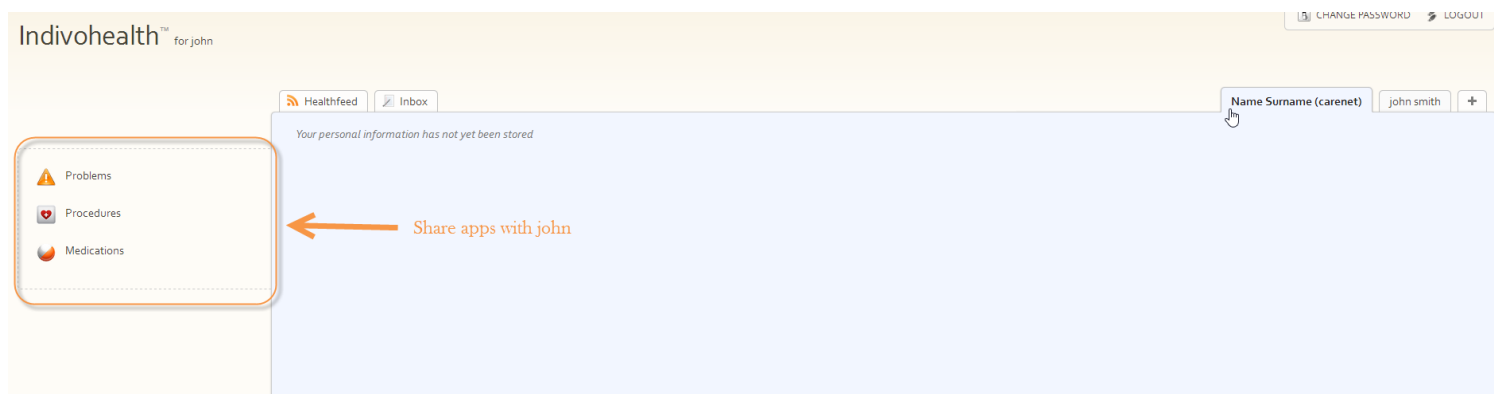 CHANGE PASSWORD LOGOUT
Indivohealth™ for john
Healthfeed Inbox Name Surname (carenet) john smith +
Your personal information has not yet been stored
Problems
Procedures
Share apps with john
Medications